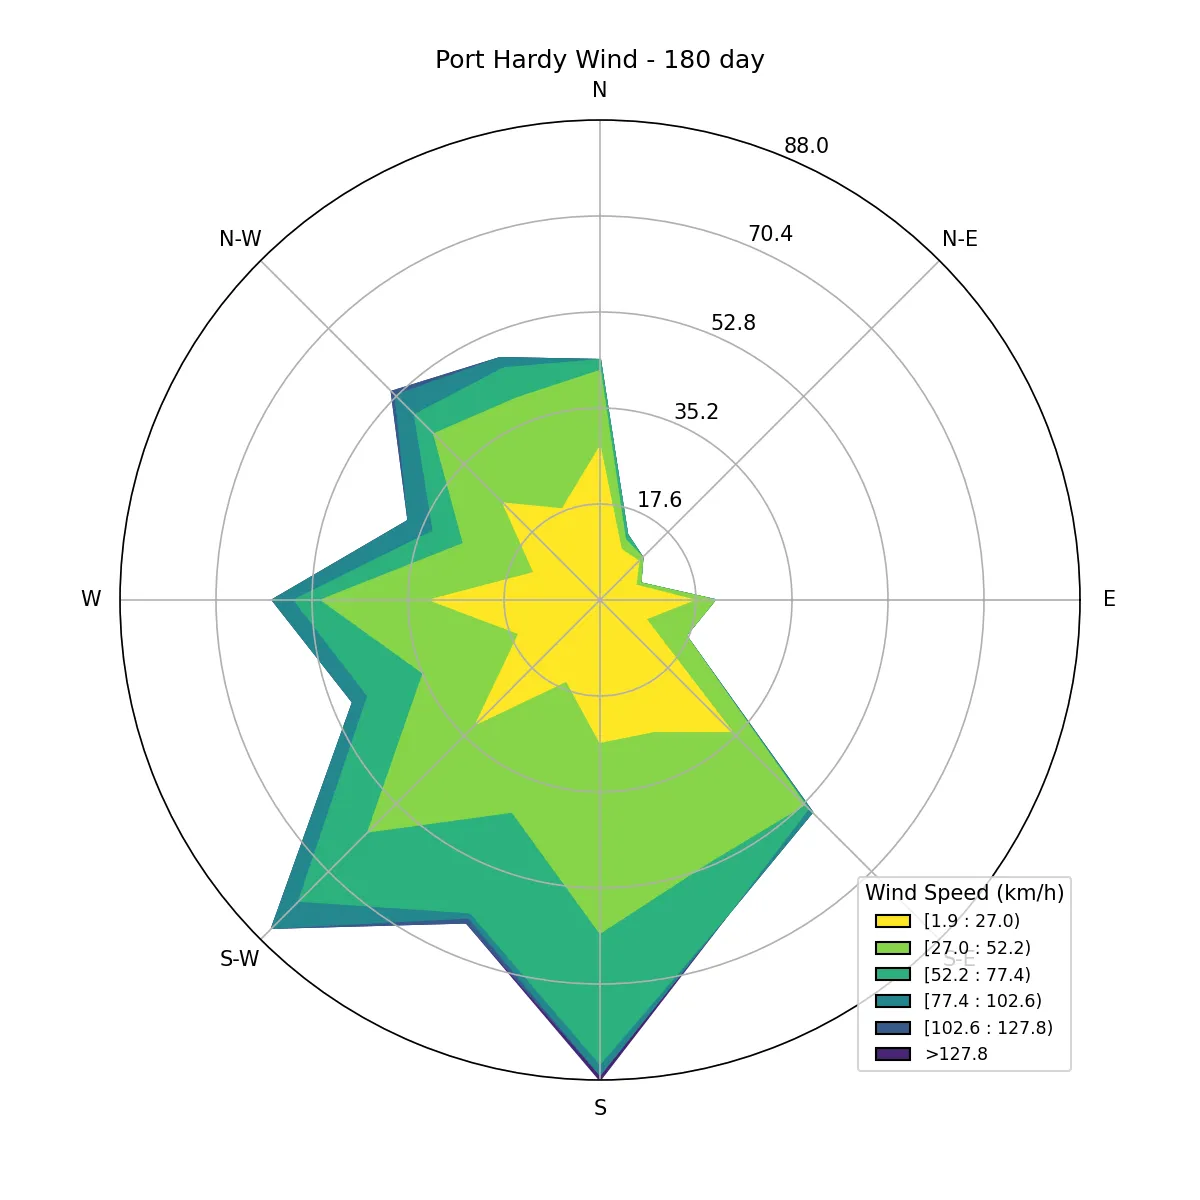 Port Hardy Wind - 180 day
N
88.0
N-W
N-E
70.4
52.8
35.2
17.6
W
E
S-W
S-E
S
Wind Speed (km/h)
[1.9 : 27.0)
[27.0 : 52.2)
[52.2 : 77.4)
[77.4 : 102.6)
[102.6 : 127.8)
>127.8